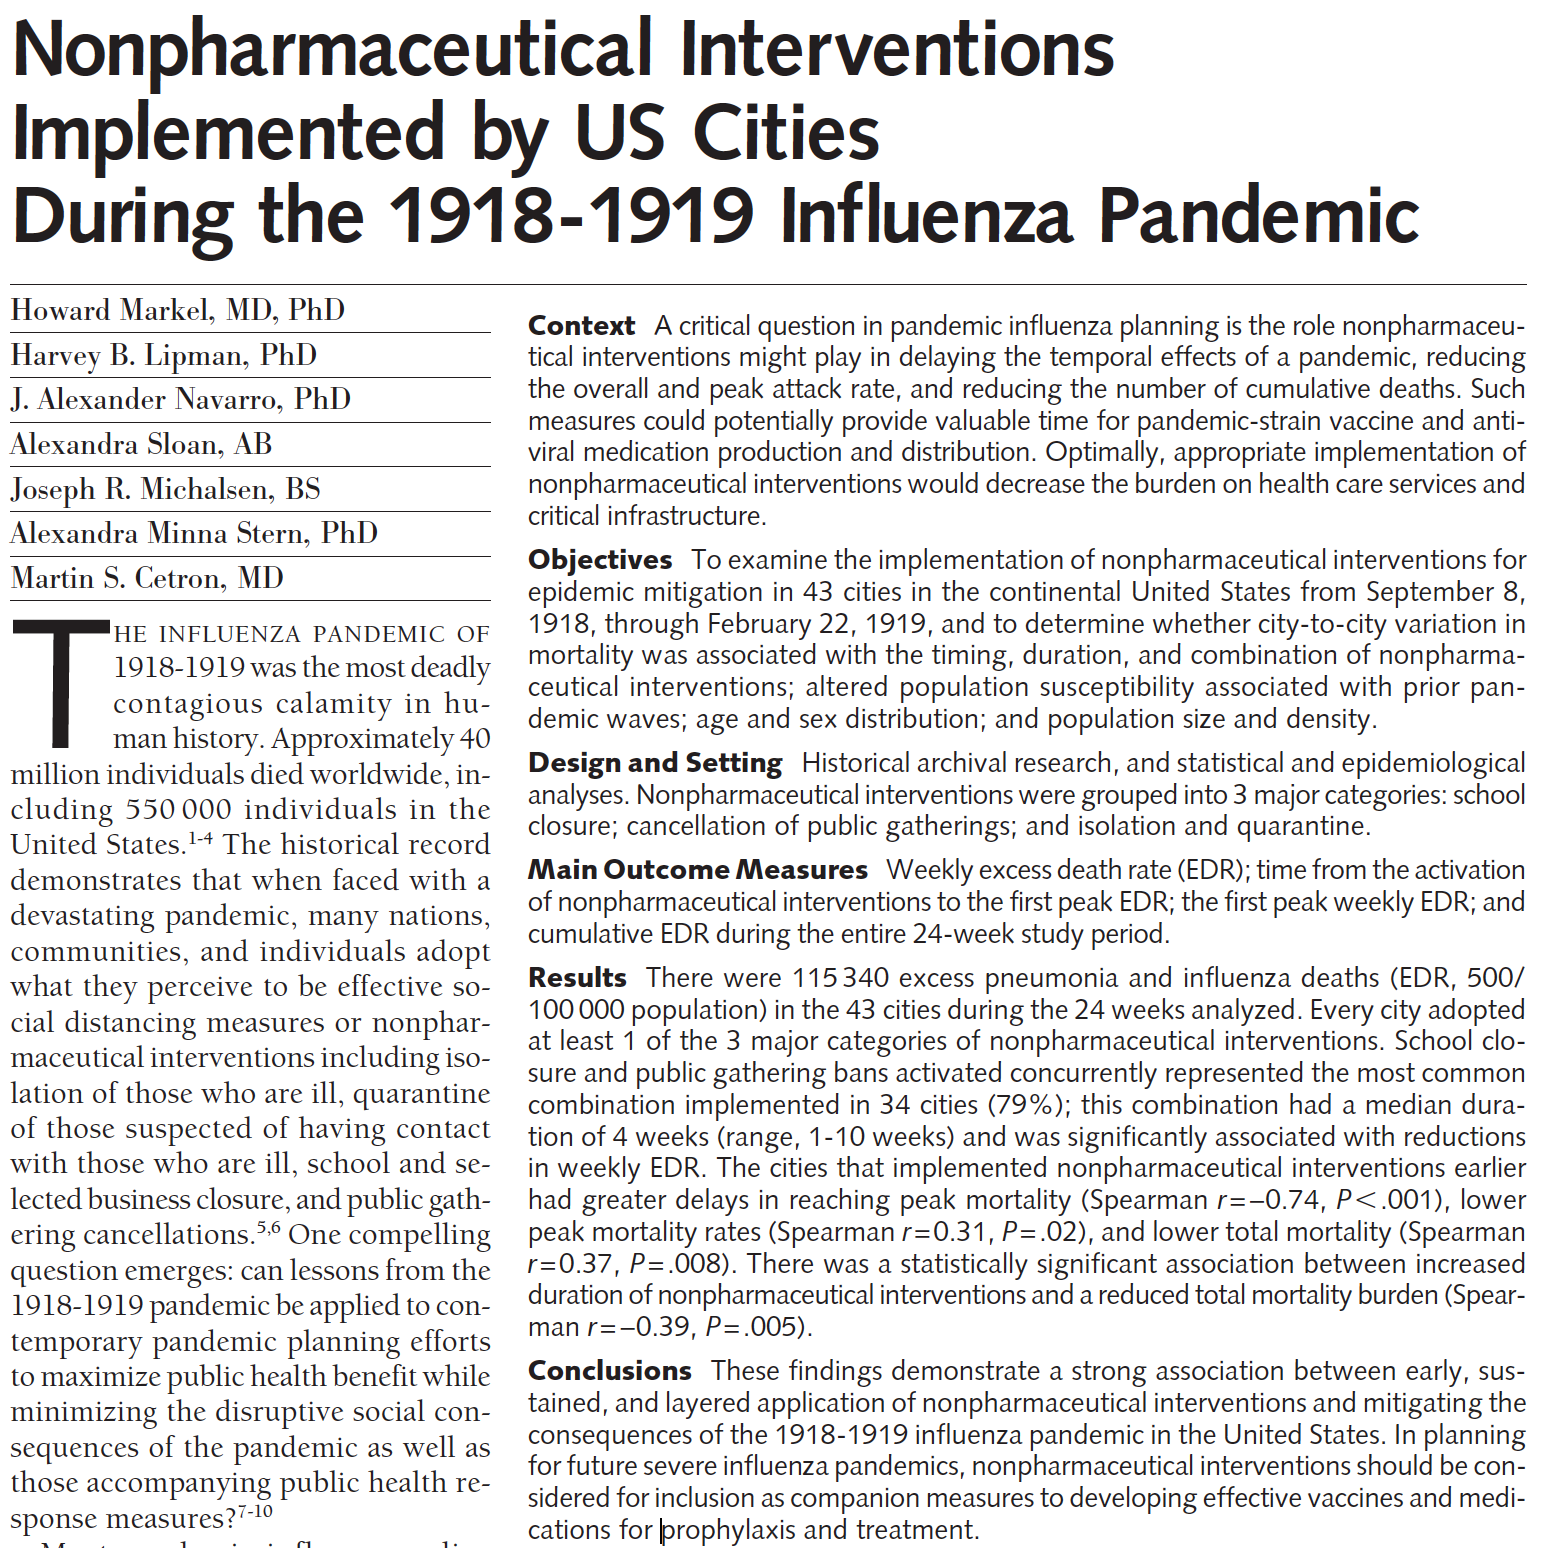 Nonpharmaceutical Interventions
Implemented by US Cities
During the 1918-1919 Influenza Pandemic
Howard Markel, MD, PhD
Harvey B. Lipman, PhD
J. Alexander Navarro, PhD
Alexandra Sloan, AB
Joseph R. Michalsen, BS
Alexandra Minna Stern, PhD
Martin S. Cetron, MD
THE INFLUENZA PANDEMIC OF
1918-1919 was the most deadly
contagious calamity in hu-
man history. Approximately 40
million individuals died worldwide, in-
cluding 550 000 individuals in the
United States.1-4 The historical record
demonstrates that when faced with a
devastating pandemic, many nations,
communities, and individuals adopt
what they perceive to be effective so-
cial distancing measures or nonphar-
maceutical interventions including iso-
lation of those who are ill, quarantine
of those suspected of having contact
with those who are ill, school and se-
lected business closure, and public gath-
ering cancellations.5,6 One compelling
question emerges: can lessons from the
1918-1919 pandemic be applied to con-
temporary pandemic planning efforts
to maximize public health benefit while
minimizing the disruptive social con-
sequences of the pandemic as well as
those accompanying public health re-
sponse measures?7-10
Context A critical question in pandemic influenza planning is the role nonpharmaceu-
tical interventions might play in delaying the temporal effects of a pandemic, reducing
the overall and peak attack rate, and reducing the number of cumulative deaths. Such
measures could potentially provide valuable time for pandemic-strain vaccine and anti-
viral medication production and distribution. Optimally, appropriate implementation of
nonpharmaceutical interventions would decrease the burden on health care services and
critical infrastructure.
Objectives To examine the implementation of nonpharmaceutical interventions for
epidemic mitigation in 43 cities in the continental United States from September 8,
1918, through February 22, 1919, and to determine whether city-to-city variation in
mortality was associated with the timing, duration, and combination of nonpharma-
ceutical interventions; altered population susceptibility associated with prior pan-
demic waves; age and sex distribution; and population size and density.
Design and Setting Historical archival research, and statistical and epidemiological
analyses. Nonpharmaceutical interventions were grouped into 3 major categories: school
closure; cancellation of public gatherings; and isolation and quarantine.
Main Outcome Measures Weekly excess death rate (EDR); time from the activation
of nonpharmaceutical interventions to the first peak EDR; the first peak weekly EDR; and
cumulative EDR during the entire 24-week study period.
Results There were 115 340 excess pneumonia and influenza deaths (EDR, 500/
100 000 population) in the 43 cities during the 24 weeks analyzed. Every city adopted
at least 1 of the 3 major categories of nonpharmaceutical interventions. School clo-
sure and public gathering bans activated concurrently represented the most common
combination implemented in 34 cities (79%); this combination had a median dura-
tion of 4 weeks (range, 1-10 weeks) and was significantly associated with reductions
in weekly EDR. The cities that implemented nonpharmaceutical interventions earlier
had greater delays in reaching peak mortality (Spearman r=−0.74, P<.001), lower
peak mortality rates (Spearman r=0.31, P=.02), and lower total mortality (Spearman
r=0.37, P=.008). There was a statistically significant association between increased
duration of nonpharmaceutical interventions and a reduced total mortality burden (Spear-
man r=−0.39, P=.005).
Conclusions These findings demonstrate a strong association between early, sus-
tained, and layered application of nonpharmaceutical interventions and mitigating the
consequences of the 1918-1919 influenza pandemic in the United States. In planning
for future severe influenza pandemics, nonpharmaceutical interventions should be con-
sidered for inclusion as companion measures to developing effective vaccines and medi-
cations for prophylaxis and treatment.